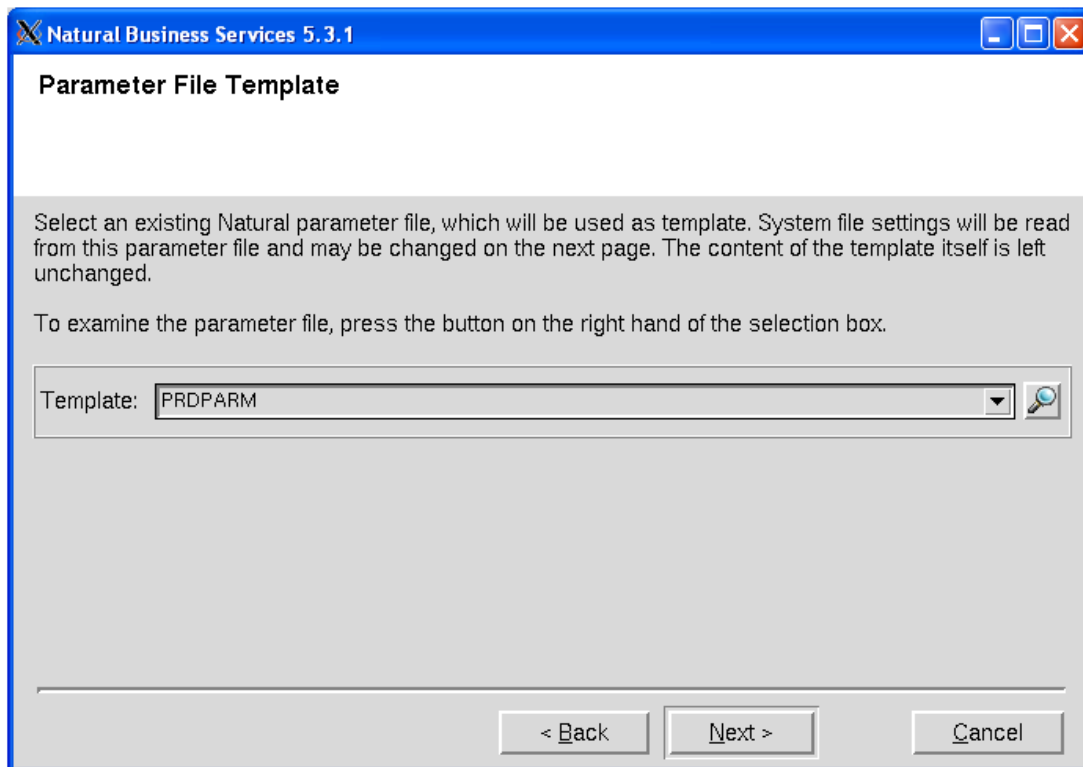 Natural Business Services 5.3.1
Parameter File Template
Select an existing Natural parameter file, which will be used as template. System file settings will be read
from this parameter file and may be changed on the next page. The content of the template itself is left
unchanged.
To examine the parameter file, press the button on the right hand of the selection box.
Template: PRDPARM
< Back Next > Cancel